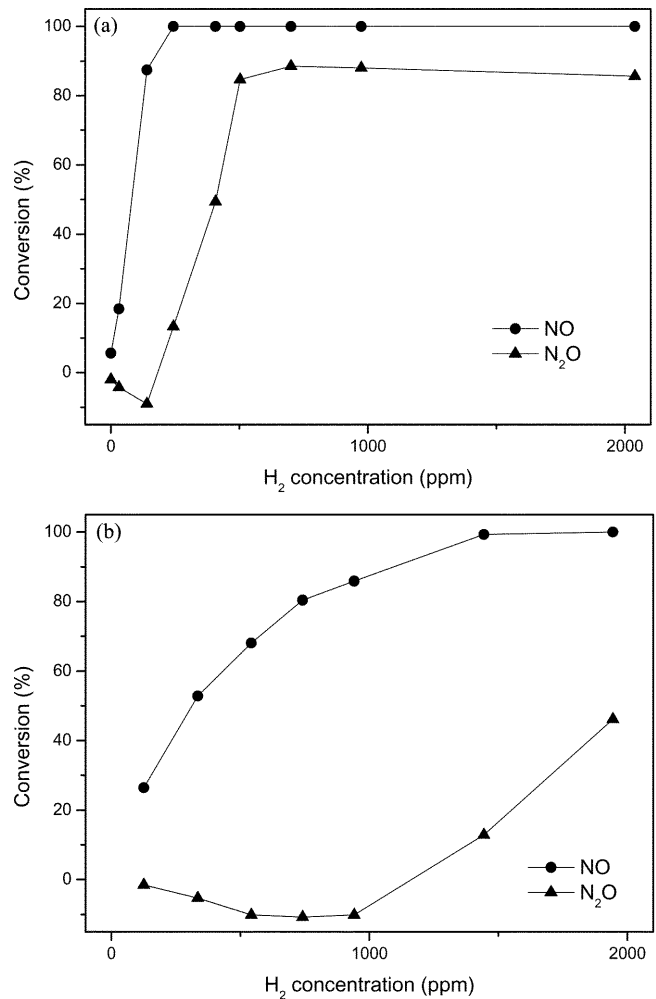 (a)
100
80
60
40
20
0
Conversion (%)
NO
N₂O
0 1000 2000
H₂ concentration (ppm)
(b)
100
80
60
40
20
0
Conversion (%)
NO
N₂O
0 1000 2000
H₂ concentration (ppm)